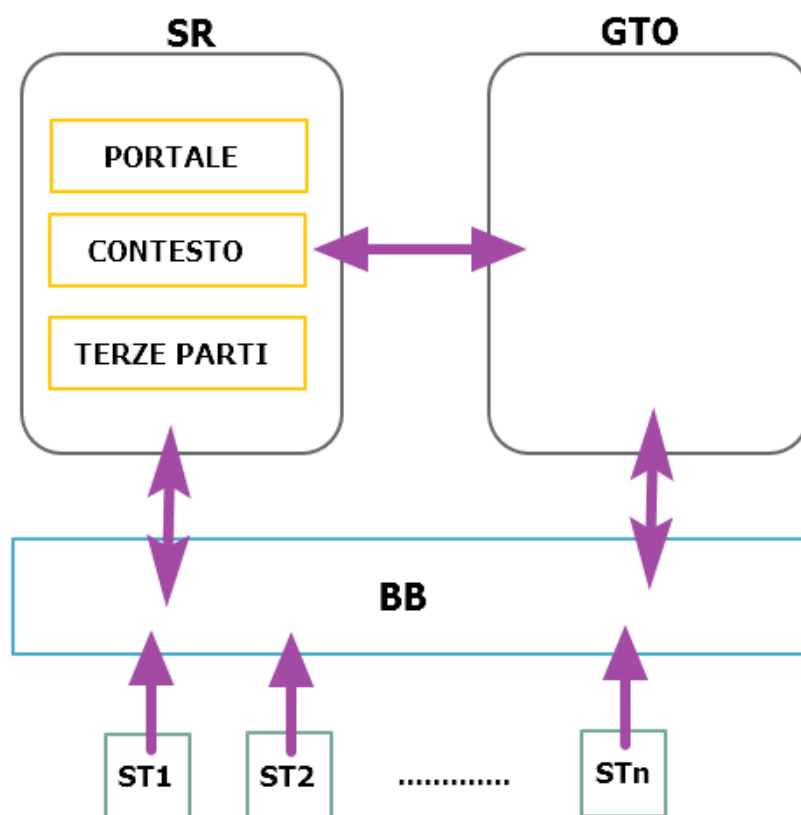 SR
GTO
PORTALE
CONTESTO
TERZE PARTI
BB
ST1
ST2
.............
STn